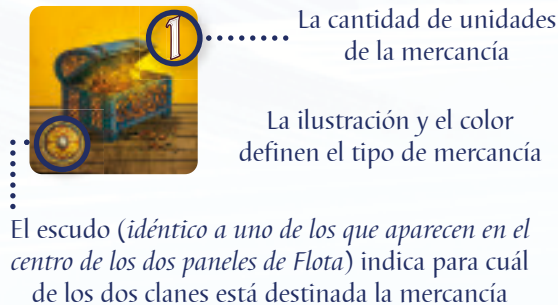 1
La cantidad de unidades
de la mercancía
La ilustración y el color
definen el tipo de mercancía
El escudo (idéntico a uno de los que aparecen en el
centro de los dos paneles de Flota) indica para cuál
de los dos clanes está destinada la mercancía